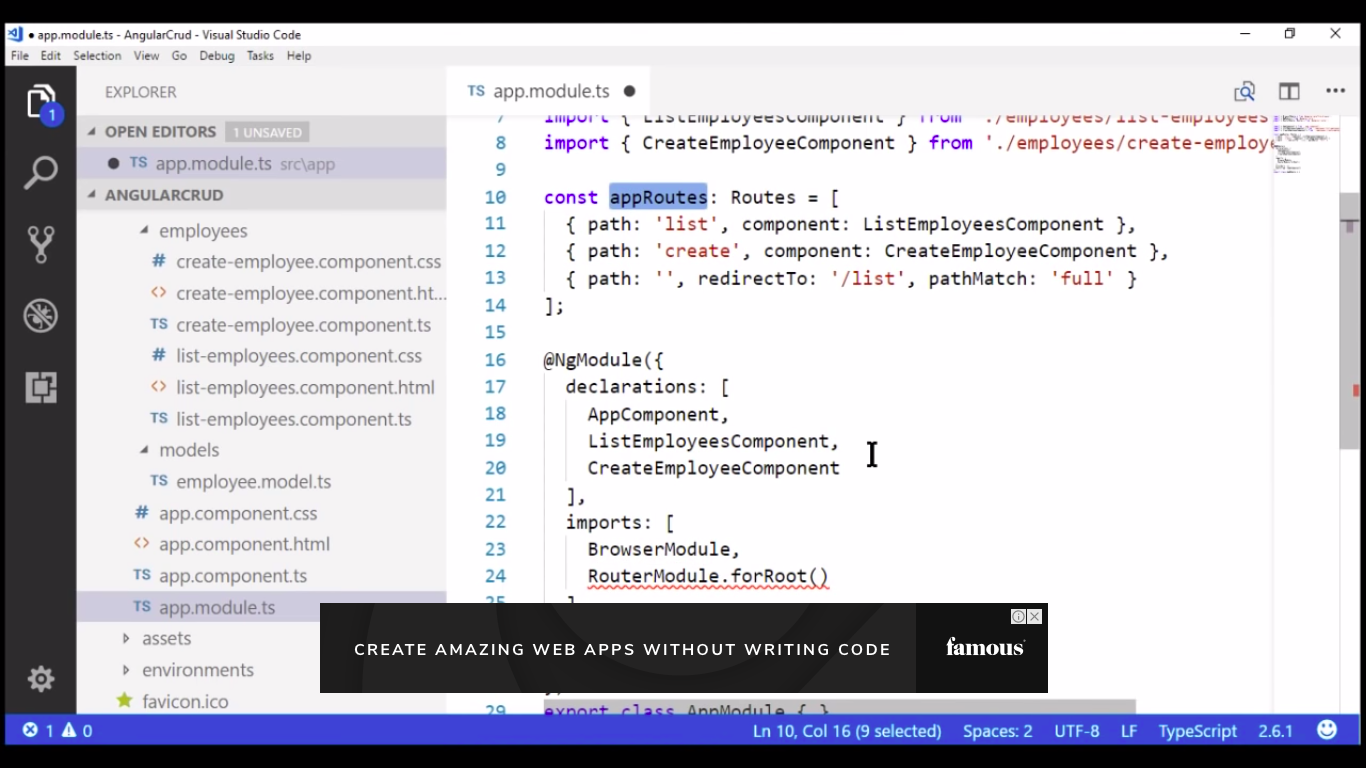 app.module.ts - AngularCrud - Visual Studio Code
File Edit Selection View Go Debug Tasks Help
1
EXPLORER
OPEN EDITORS 1 UNSAVED
TS app.module.ts src\app
ANGULARCRUD
employees
# create-employee.component.css
<> create-employee.component.ht...
TS create-employee.component.ts
# list-employees.component.css
<> list-employees.component.html
TS list-employees.component.ts
models
TS employee.model.ts
# app.component.css
<> app.component.html
TS app.component.ts
TS app.module.ts
assets
environments
favicon.ico
TS app.module.ts
7 import { ListEmployeesComponent } from './employees/list-employees
8 import { CreateEmployeeComponent } from './employees/create-employe
9
10 const appRoutes: Routes = [
11 { path: 'list', component: ListEmployeesComponent },
12 { path: 'create', component: CreateEmployeeComponent },
13 { path: '', redirectTo: '/list', pathMatch: 'full' }
14 ];
15
16 @NgModule({
17 declarations: [
18 AppComponent,
19 ListEmployeesComponent,
20 CreateEmployeeComponent
21 ],
22 imports: [
23 BrowserModule,
24 RouterModule.forRoot()
25 ]
CREATE AMAZING WEB APPS WITHOUT WRITING CODE famous
29 export class AppModule { }
1 0 Ln 10, Col 16 (9 selected) Spaces: 2 UTF-8 LF TypeScript 2.6.1